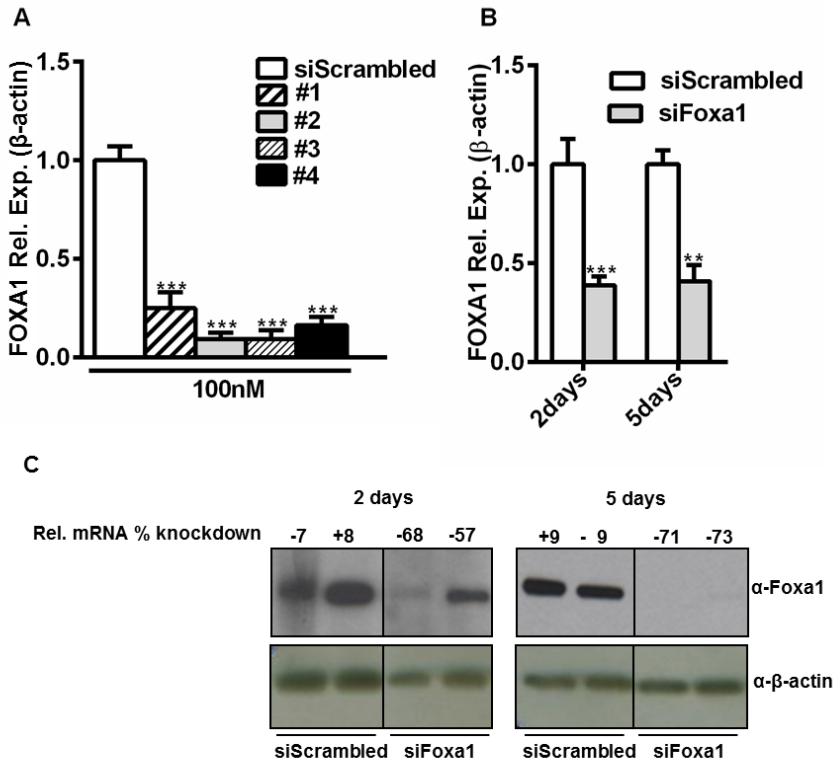 A
FOXA1 Rel. Exp. (β-actin)
1.5
1.0
0.5
0.0
siScrambled
#1
#2
#3
#4
***
***
***
***
100nM
B
FOXA1 Rel. Exp. (β-actin)
1.5
1.0
0.5
0.0
siScrambled
siFoxa1
***
**
2days
5days
C
2 days
5 days
Rel. mRNA % knockdown
-7 +8 -68 -57
+9 - 9 -71 -73
α-Foxa1
α-β-actin
siScrambled siFoxa1
siScrambled siFoxa1